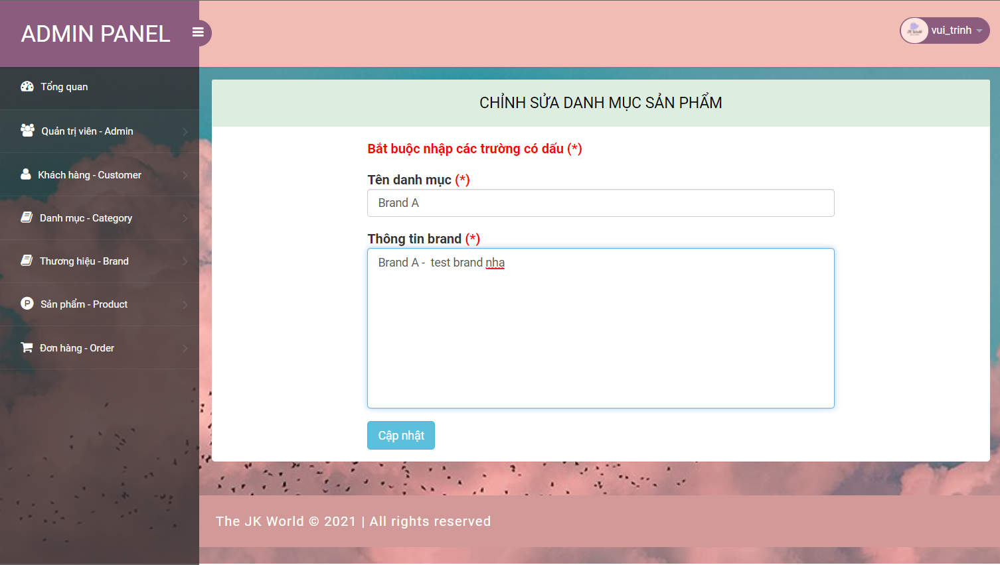 ADMIN PANEL
vui_trinh
Tổng quan
Quản trị viên - Admin
Khách hàng - Customer
Danh mục - Category
Thương hiệu - Brand
Sản phẩm - Product
Đơn hàng - Order
CHỈNH SỬA DANH MỤC SẢN PHẨM
Bắt buộc nhập các trường có dấu (*)
Tên danh mục (*)
Brand A
Thông tin brand (*)
Brand A -  test brand nha
Cập nhật
The JK World © 2021 | All rights reserved